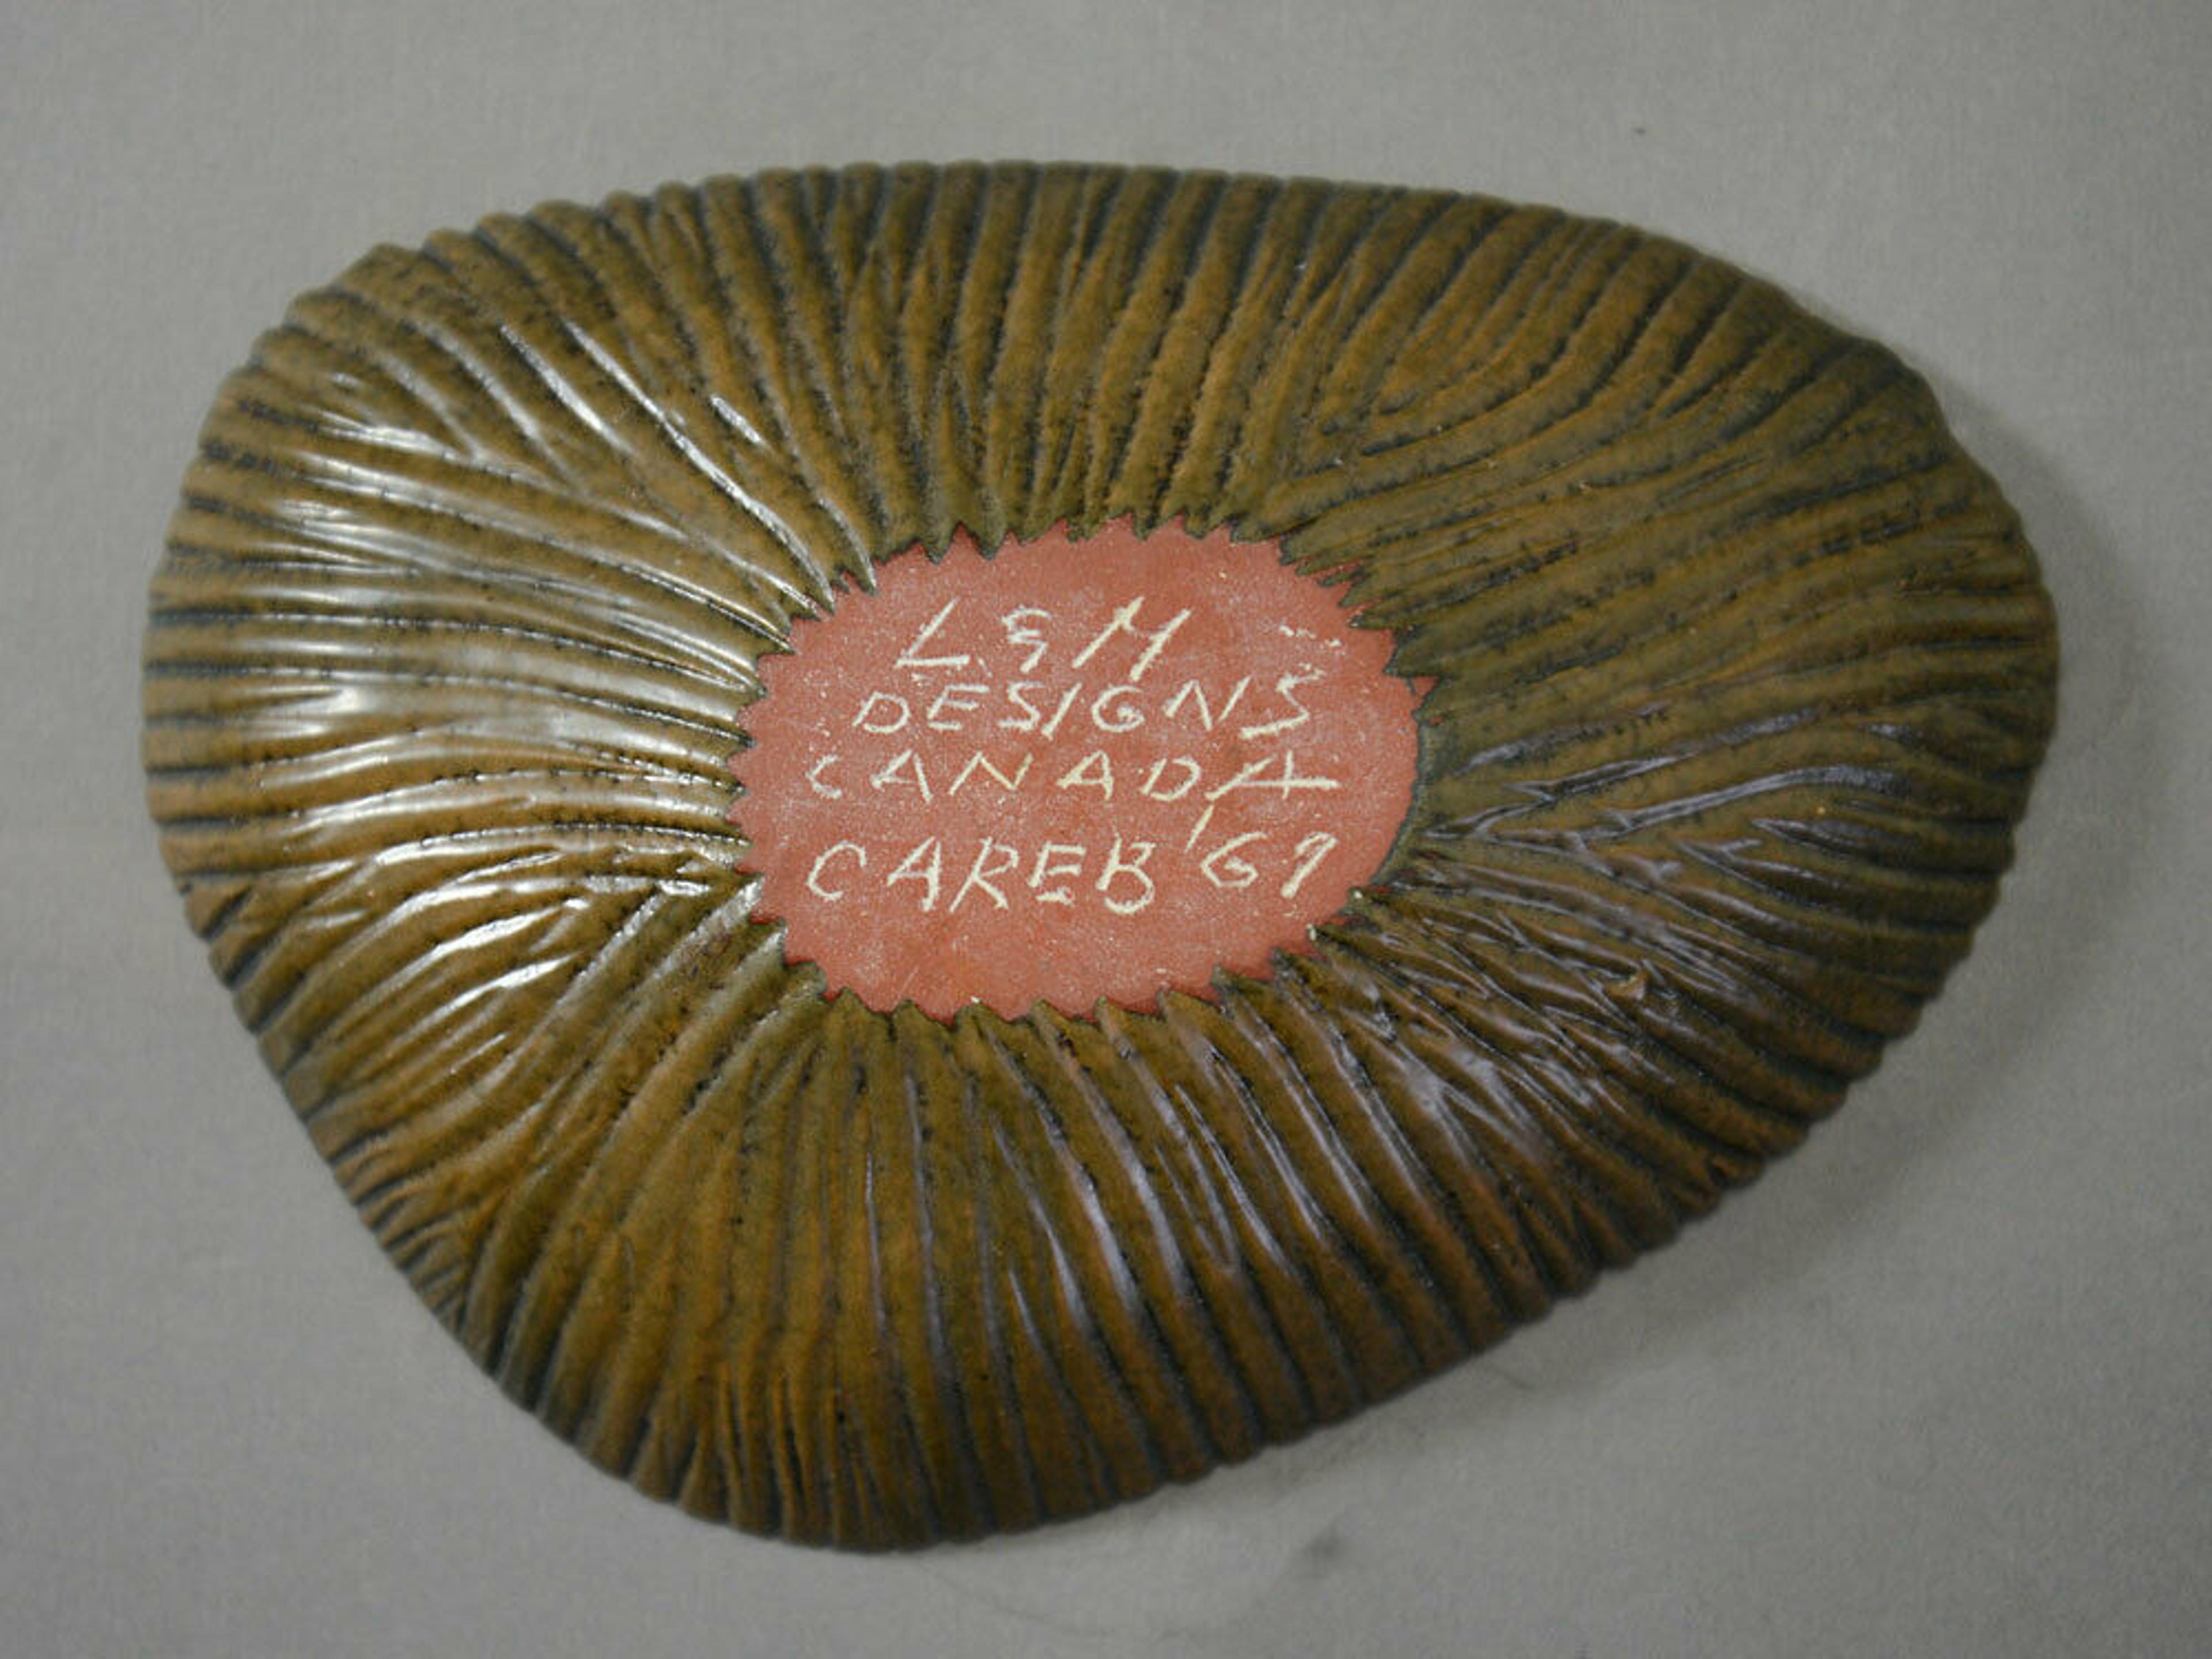 L & M
DESIGNS
CANADA
CAREB '69